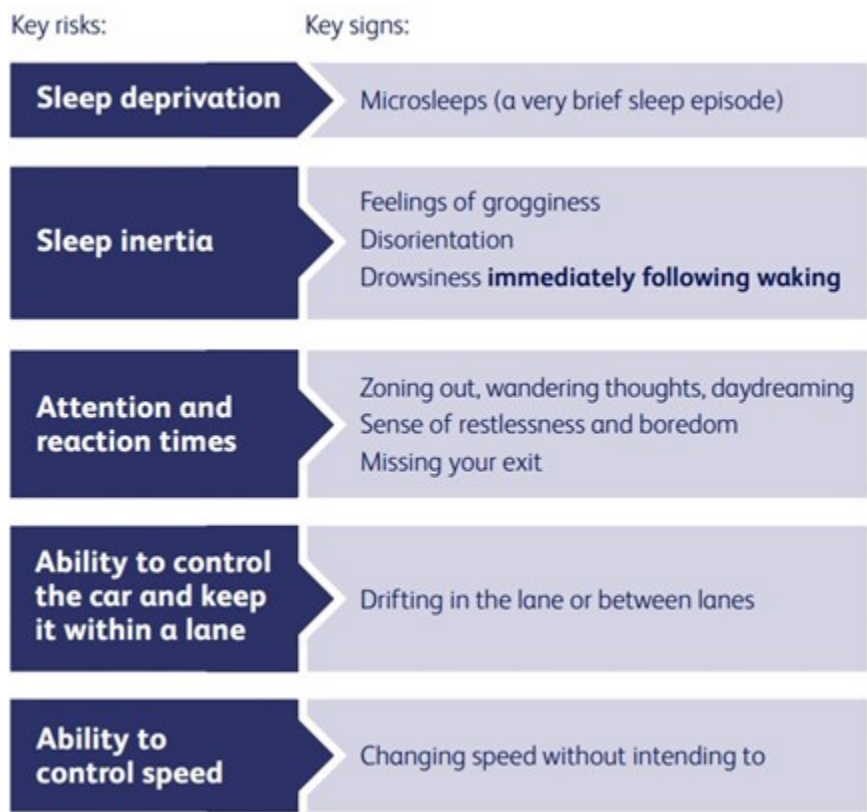 Key risks:
Key signs:
Sleep deprivation
Microsleeps (a very brief sleep episode)
Sleep inertia
Feelings of grogginess
Disorientation
Drowsiness immediately following waking
Attention and
reaction times
Zoning out, wandering thoughts, daydreaming
Sense of restlessness and boredom
Missing your exit
Ability to control
the car and keep
it within a lane
Drifting in the lane or between lanes
Ability to
control speed
Changing speed without intending to